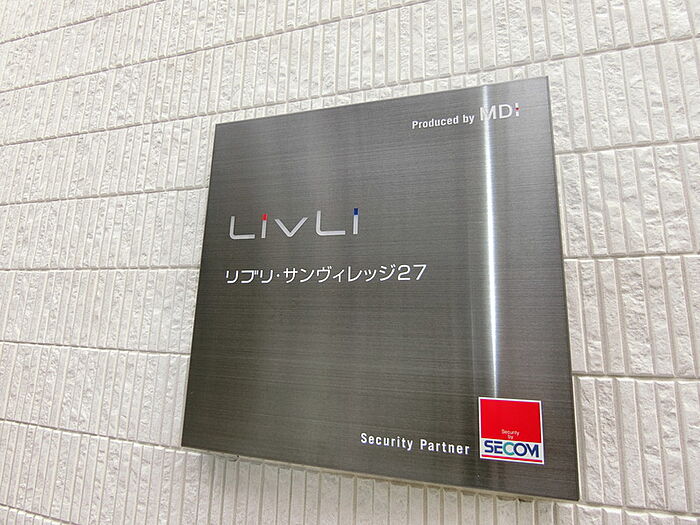 Produced by MDI
LivLi
リブリ・サンヴィレッジ27
Security Partner
Security
by
SECOM